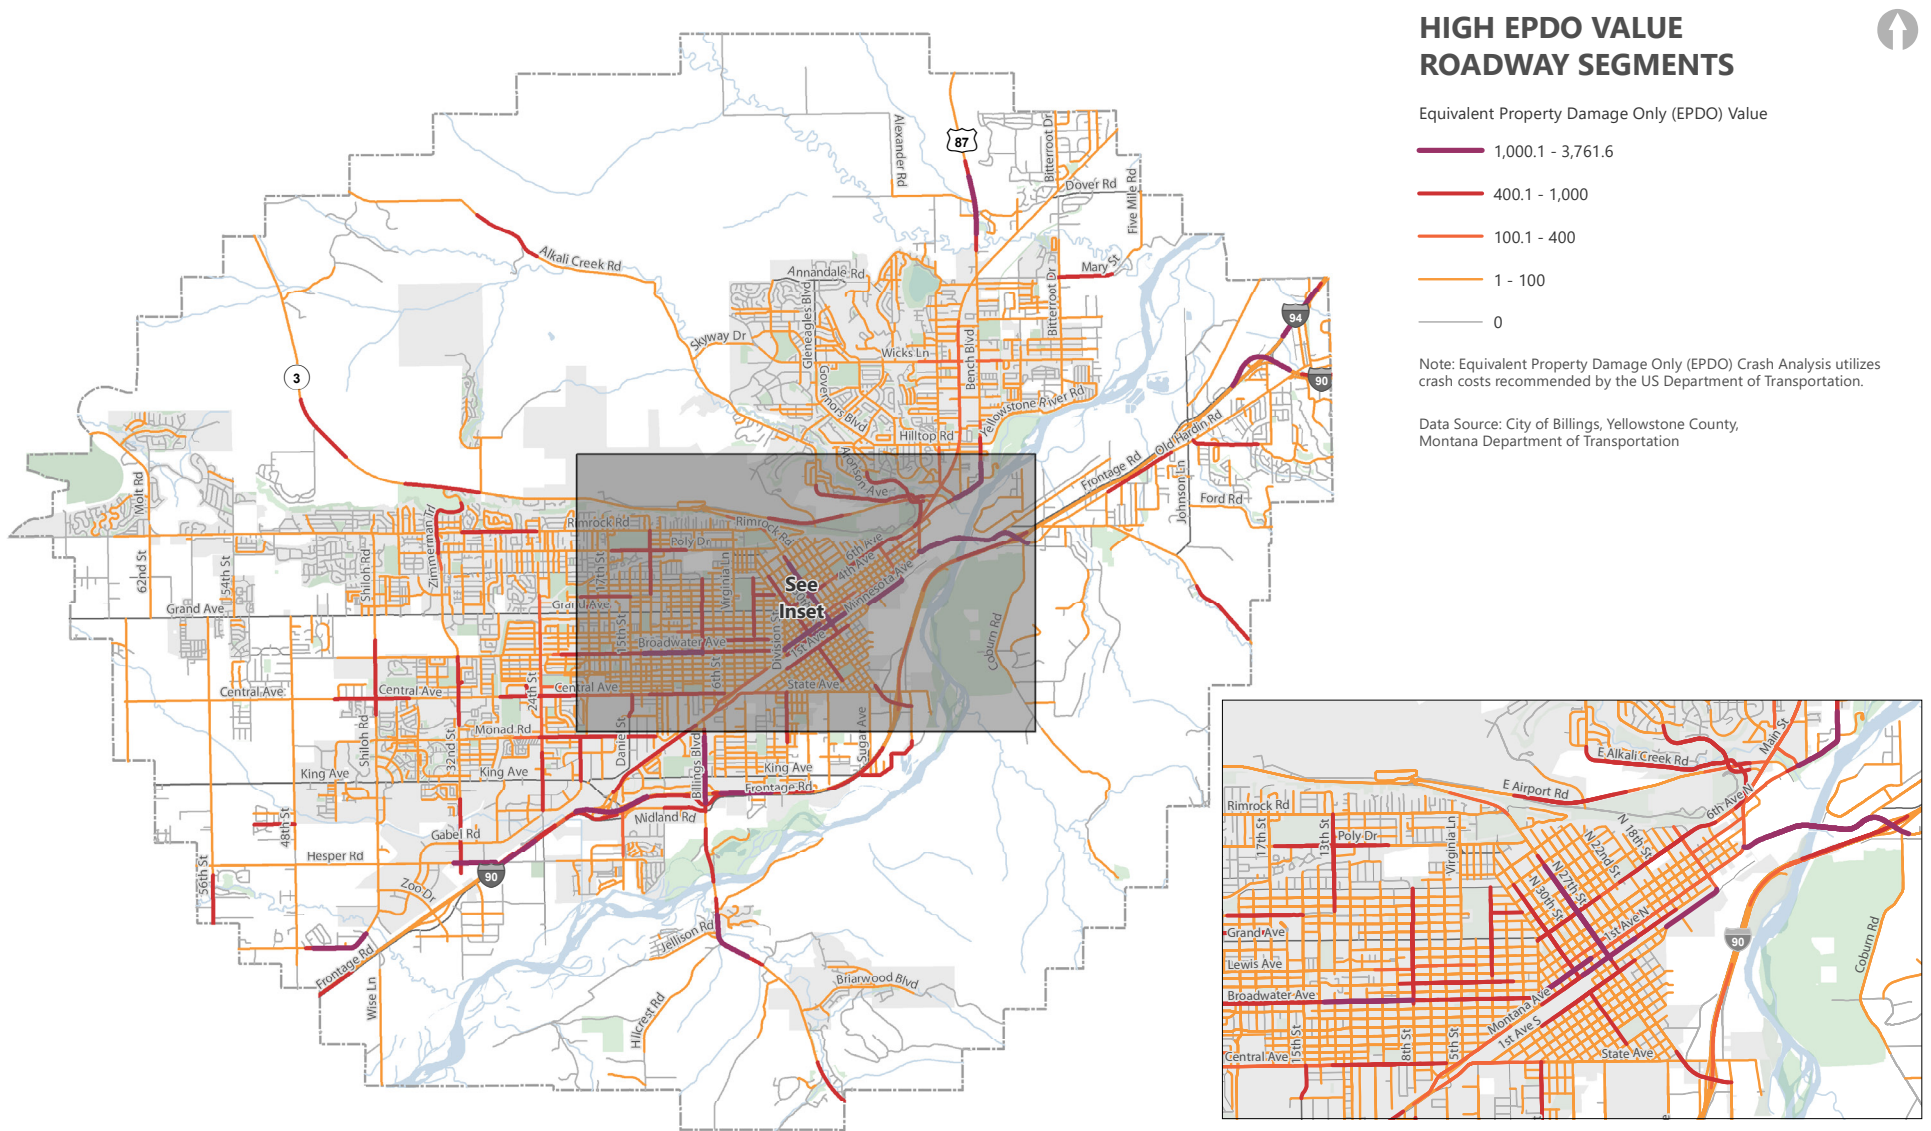 HIGH EPDO VALUE
ROADWAY SEGMENTS
Equivalent Property Damage Only (EPDO) Value
1,000.1 - 3,761.6
400.1 - 1,000
100.1 - 400
1 - 100
0
Note: Equivalent Property Damage Only (EPDO) Crash Analysis utilizes
crash costs recommended by the US Department of Transportation.
Data Source: City of Billings, Yellowstone County,
Montana Department of Transportation
87
Alexander Rd
Bitterroot Dr
Dover Rd
Five Mile Rd
Alkali Creek Rd
Annandale Rd
Mary St
Gleneagles Blvd
Bitterroot Dr
94
Skyway Dr
Wicks Ln
Bench Blvd
3
90
Governors Blvd
Yellowstone River Rd
Hilltop Rd
Old Hardin Rd
Aronson Ave
Frontage Rd
Johnson Ln
Ford Rd
Molt Rd
Zimmerman Trl
Rimrock Rd
Rimrock Rd
Poly Dr
6th Ave
4th Ave
Minnesota Ave
62nd St
54th St
Shiloh Rd
17th St
Virginia Ln
See
Inset
Grand Ave
Grand Ave
15th St
Broadwater Ave
Division St
1st Ave
Coburn Rd
Central Ave
Central Ave
24th St
Central Ave
6th St
State Ave
Shiloh Rd
32nd St
Monad Rd
Daniel St
Billings Blvd
Sugar Ave
King Ave
King Ave
King Ave
Frontage Rd
48th St
Gabel Rd
Midland Rd
Hesper Rd
56th St
Zoo Dr
90
Frontage Rd
Wise Ln
Jellison Rd
Briarwood Blvd
Hillcrest Rd
Main St
E Alkali Creek Rd
E Airport Rd
6th Ave N
Rimrock Rd
17th St
13th St
Poly Dr
Virginia Ln
N 22nd St
N 18th St
N 27th St
N 30th St
1st Ave N
Grand Ave
90
Coburn Rd
Lewis Ave
Broadwater Ave
Montana Ave
1st Ave S
15th St
8th St
5th St
Central Ave
State Ave